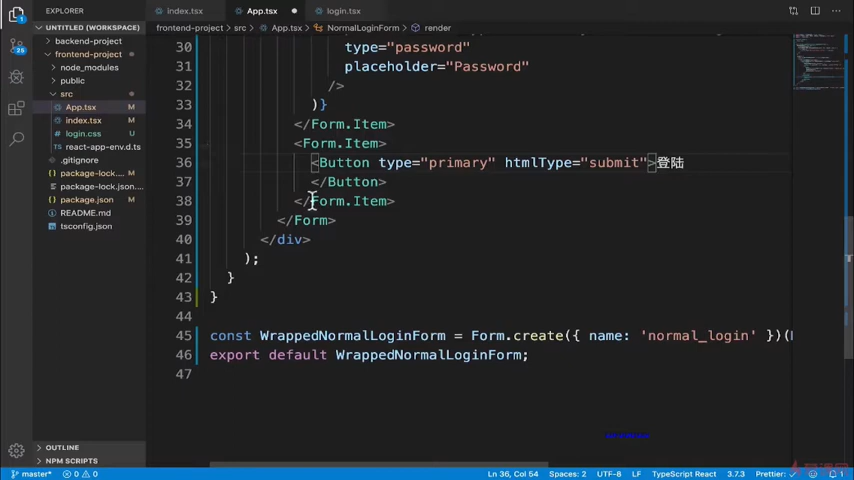 EXPLORER
index.tsx
App.tsx
login.tsx
UNTITLED (WORKSPACE)
frontend-project > src > App.tsx > NormalLoginForm > render
1
25
backend-project
frontend-project M
node_modules
public
src
App.tsx M
index.tsx M
login.css M
react-app-env.d.ts
.gitignore
package-lock... M
package-lock.json...
package.json M
README.md
tsconfig.json
30 type="password"
31 placeholder="Password"
32 />
33 )}
34 </Form.Item>
35 <Form.Item>
36 <Button type="primary" htmlType="submit">登陆
37 </Button>
38 </Form.Item>
39 </Form>
40 </div>
41 );
42 }
43 }
44
45 const WrappedNormalLoginForm = Form.create({ name: 'normal_login' })(
46 export default WrappedNormalLoginForm;
47
OUTLINE
NPM SCRIPTS
master* 0 0 Ln 36, Col 54 Spaces: 2 UTF-8 LF TypeScript React 3.7.3 Prettier: ✓ 1